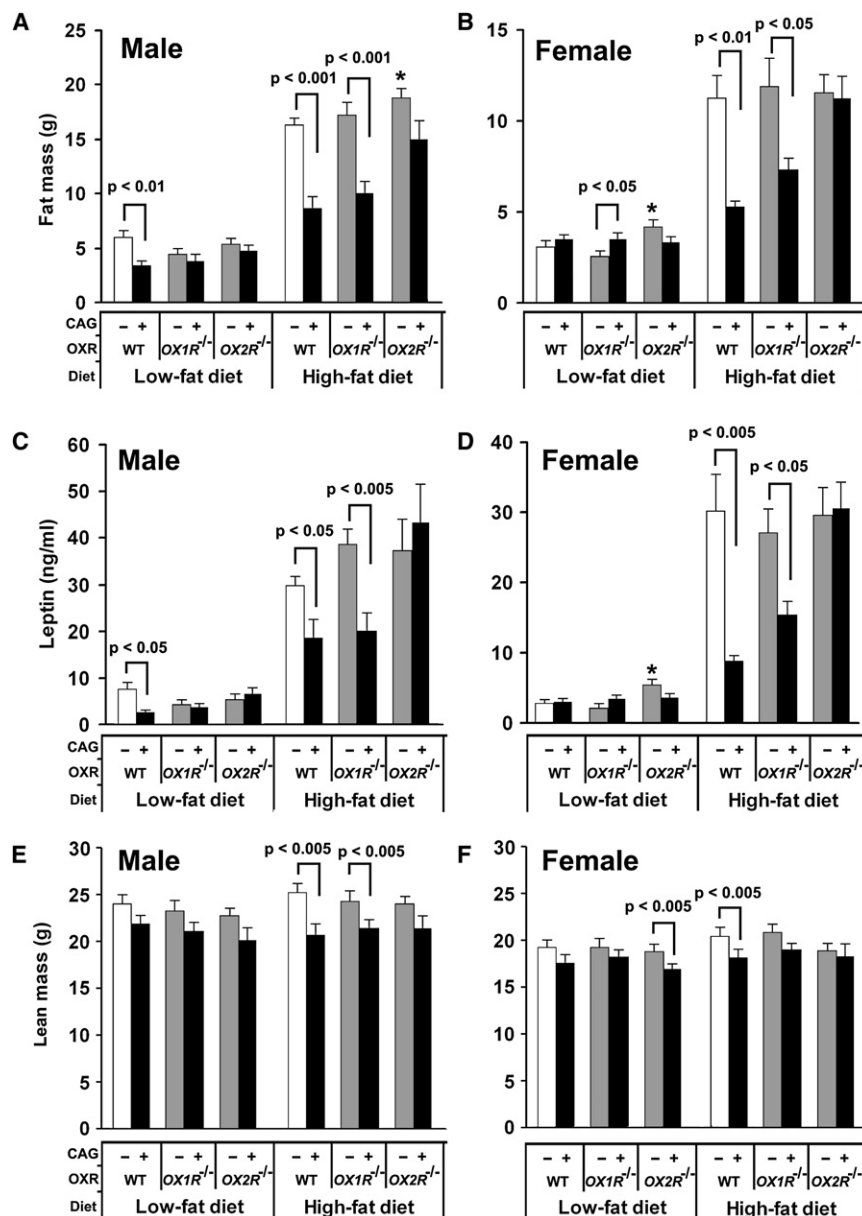 A
Male
Fat mass (g)
25
20
15
10
5
0
p < 0.01
p < 0.001
p < 0.001
*
CAG – + – + – + – + – + – +
OXR WT OX1R-/- OX2R-/- WT OX1R-/- OX2R-/-
Diet Low-fat diet High-fat diet
B
Female
15
10
5
0
p < 0.05
*
p < 0.01
p < 0.05
– + – + – + – + – + – +
WT OX1R-/- OX2R-/- WT OX1R-/- OX2R-/-
Low-fat diet High-fat diet
C
Male
Leptin (ng/ml)
60
50
40
30
20
10
0
p < 0.05
p < 0.05
p < 0.005
CAG – + – + – + – + – + – +
OXR WT OX1R-/- OX2R-/- WT OX1R-/- OX2R-/-
Diet Low-fat diet High-fat diet
D
Female
40
30
20
10
0
*
p < 0.005
p < 0.05
– + – + – + – + – + – +
WT OX1R-/- OX2R-/- WT OX1R-/- OX2R-/-
Low-fat diet High-fat diet
E
Male
Lean mass (g)
30
25
20
15
10
5
0
p < 0.005
p < 0.005
CAG – + – + – + – + – + – +
OXR WT OX1R-/- OX2R-/- WT OX1R-/- OX2R-/-
Diet Low-fat diet High-fat diet
F
Female
30
25
20
15
10
5
0
p < 0.005
p < 0.005
– + – + – + – + – + – +
WT OX1R-/- OX2R-/- WT OX1R-/- OX2R-/-
Low-fat diet High-fat diet